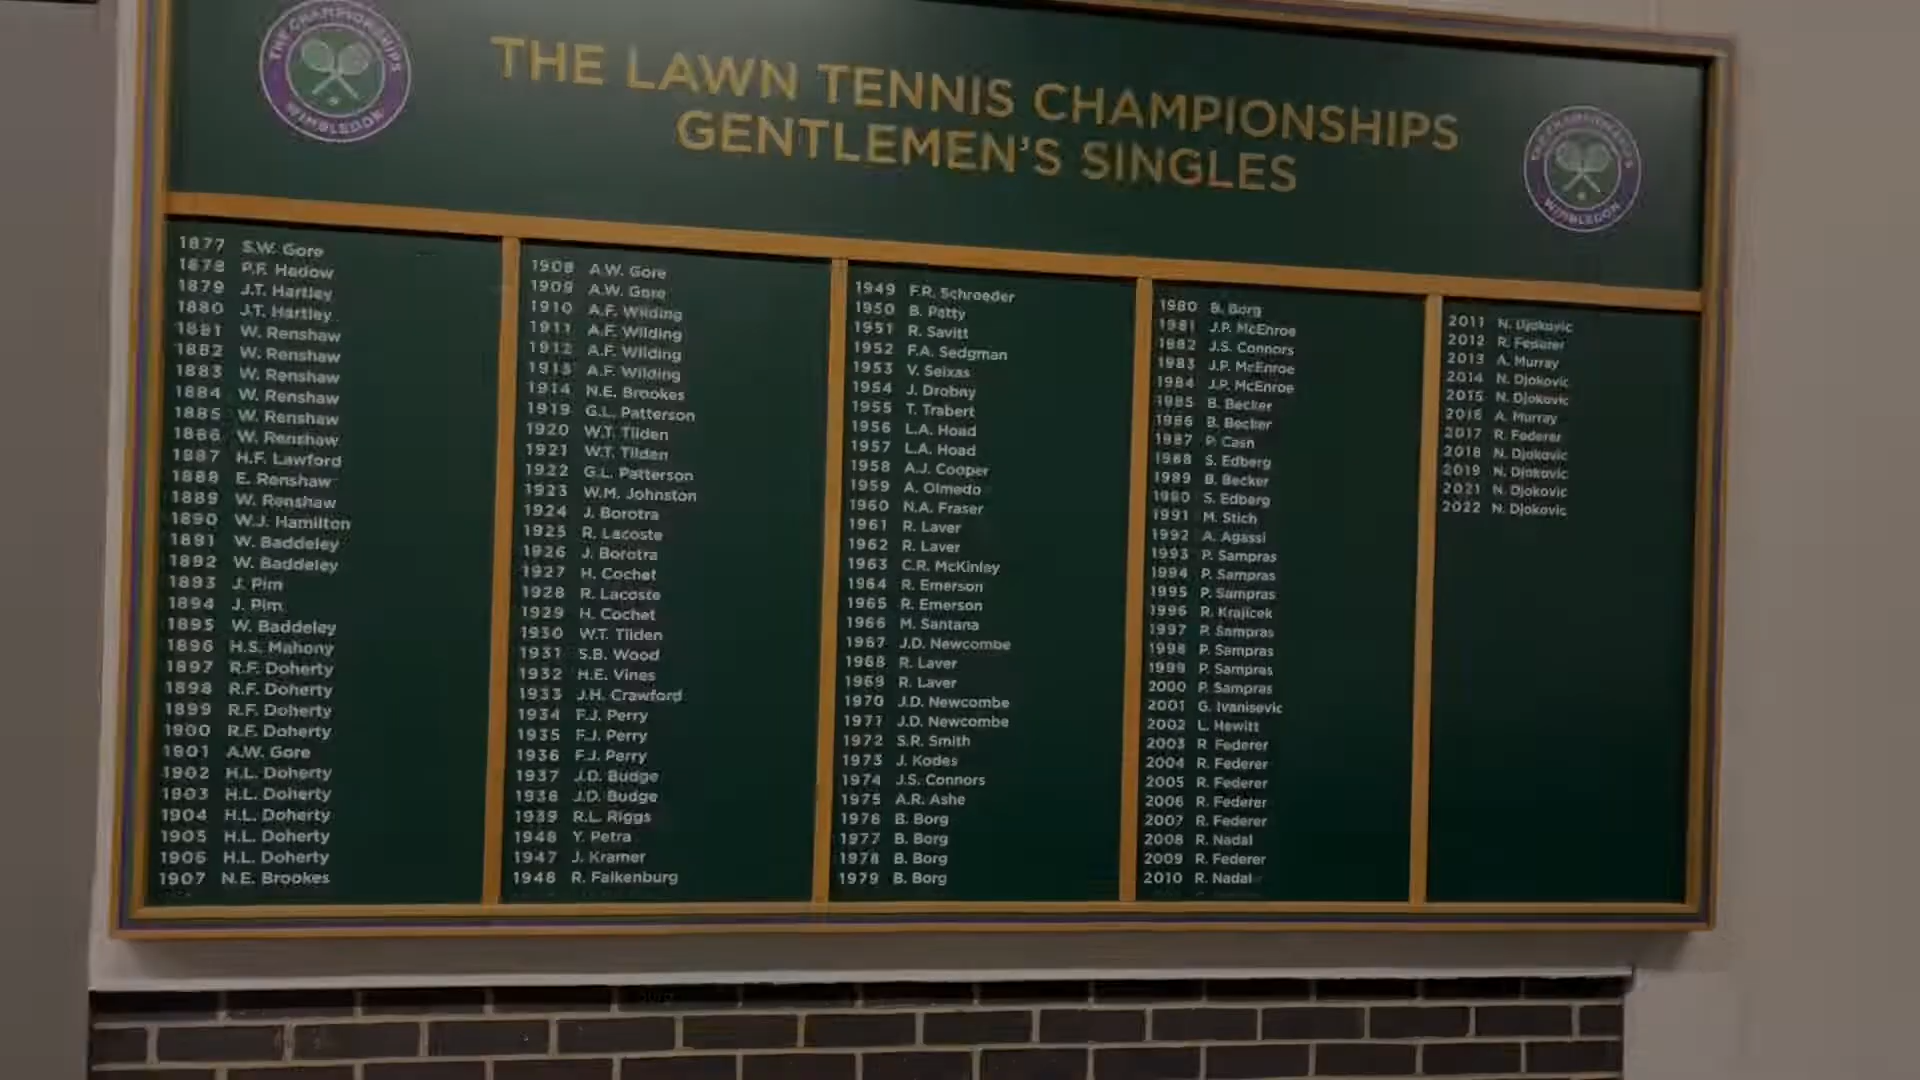 THE CHAMPIONSHIPS
WIMBLEDON
THE LAWN TENNIS CHAMPIONSHIPS
GENTLEMEN'S SINGLES
THE CHAMPIONSHIPS
WIMBLEDON
1877 S.W. Gore
1878 P.F. Hadow
1879 J.T. Hartley
1880 J.T. Hartley
1881 W. Renshaw
1882 W. Renshaw
1883 W. Renshaw
1884 W. Renshaw
1885 W. Renshaw
1886 W. Renshaw
1887 H.F. Lawford
1888 E. Renshaw
1889 W. Renshaw
1890 W.J. Hamilton
1891 W. Baddeley
1892 W. Baddeley
1893 J. Pim
1894 J. Pim
1895 W. Baddeley
1896 H.S. Mahony
1897 R.F. Doherty
1898 R.F. Doherty
1899 R.F. Doherty
1900 R.F. Doherty
1901 A.W. Gore
1902 H.L. Doherty
1903 H.L. Doherty
1904 H.L. Doherty
1905 H.L. Doherty
1906 H.L. Doherty
1907 N.E. Brookes
1908 A.W. Gore
1909 A.W. Gore
1910 A.F. Wilding
1911 A.F. Wilding
1912 A.F. Wilding
1913 A.F. Wilding
1914 N.E. Brookes
1919 G.L. Patterson
1920 W.T. Tilden
1921 W.T. Tilden
1922 G.L. Patterson
1923 W.M. Johnston
1924 J. Borotra
1925 R. Lacoste
1926 J. Borotra
1927 H. Cochet
1928 R. Lacoste
1929 H. Cochet
1930 W.T. Tilden
1931 S.B. Wood
1932 H.E. Vines
1933 J.H. Crawford
1934 F.J. Perry
1935 F.J. Perry
1936 F.J. Perry
1937 J.D. Budge
1938 J.D. Budge
1939 R.L. Riggs
1946 Y. Petra
1947 J. Kramer
1948 R. Falkenburg
1949 F.R. Schroeder
1950 B. Patty
1951 R. Savitt
1952 F.A. Sedgman
1953 V. Seixas
1954 J. Drobny
1955 T. Trabert
1956 L.A. Hoad
1957 L.A. Hoad
1958 A.J. Cooper
1959 A. Olmedo
1960 N.A. Fraser
1961 R. Laver
1962 R. Laver
1963 C.R. McKinley
1964 R. Emerson
1965 R. Emerson
1966 M. Santana
1967 J.D. Newcombe
1968 R. Laver
1969 R. Laver
1970 J.D. Newcombe
1971 J.D. Newcombe
1972 S.R. Smith
1973 J. Kodes
1974 J.S. Connors
1975 A.R. Ashe
1976 B. Borg
1977 B. Borg
1978 B. Borg
1979 B. Borg
1980 B. Borg
1981 J.P. McEnroe
1982 J.S. Connors
1983 J.P. McEnroe
1984 J.P. McEnroe
1985 B. Becker
1986 B. Becker
1987 P. Cash
1988 S. Edberg
1989 B. Becker
1990 S. Edberg
1991 M. Stich
1992 A. Agassi
1993 P. Sampras
1994 P. Sampras
1995 P. Sampras
1996 R. Krajicek
1997 P. Sampras
1998 P. Sampras
1999 P. Sampras
2000 P. Sampras
2001 G. Ivanisevic
2002 L. Hewitt
2003 R Federer
2004 R. Federer
2005 R. Federer
2006 R. Federer
2007 R. Federer
2008 R. Nadal
2009 R. Federer
2010 R. Nadal
2011 N. Djokovic
2012 R. Federer
2013 A. Murray
2014 N. Djokovic
2015 N. Djokovic
2016 A. Murray
2017 R. Federer
2018 N. Djokovic
2019 N. Djokovic
2021 N. Djokovic
2022 N. Djokovic